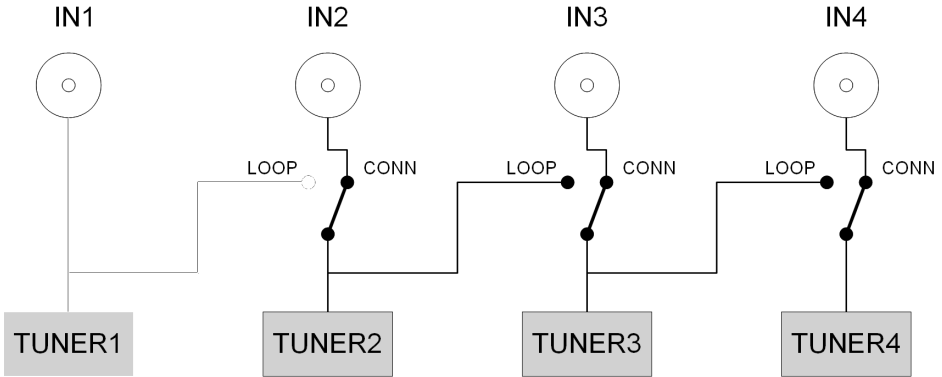 IN1 IN2 IN3 IN4
LOOP CONN LOOP CONN LOOP CONN
TUNER1 TUNER2 TUNER3 TUNER4